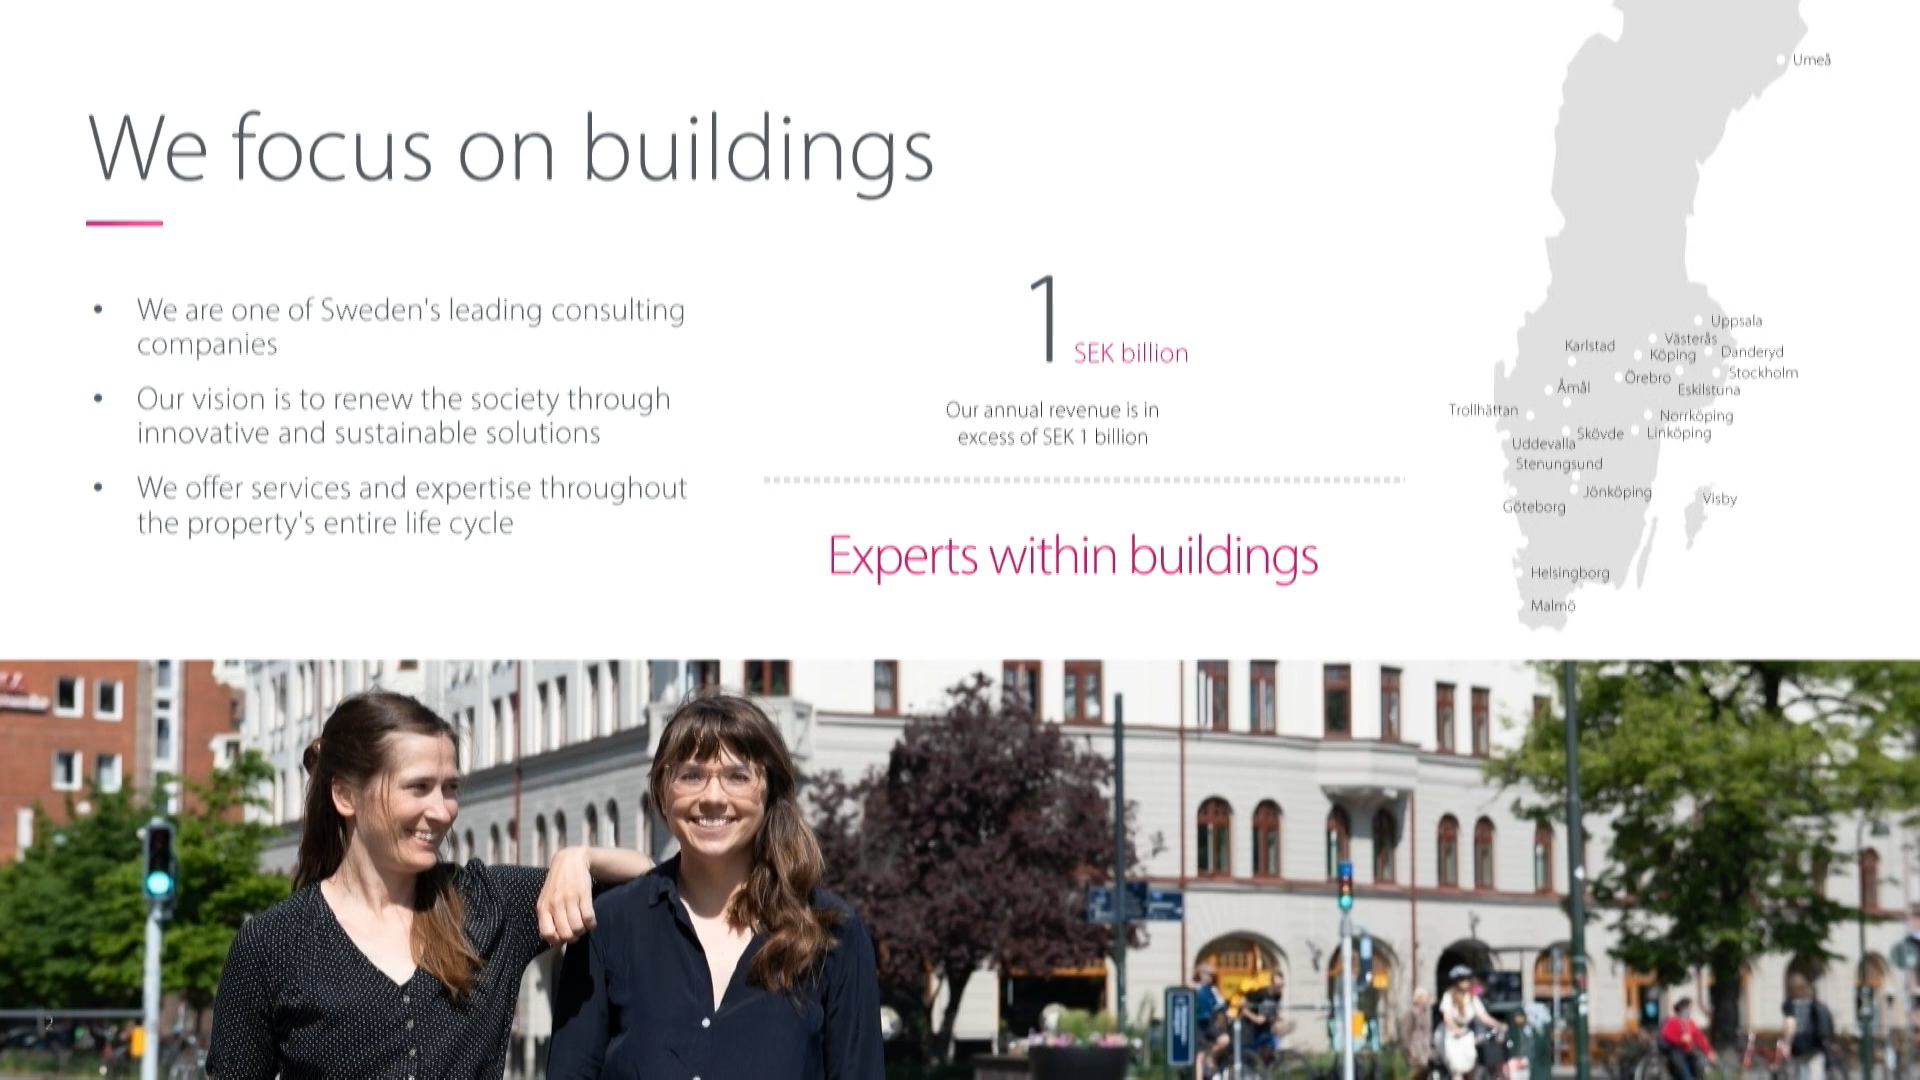 We focus on buildings
• We are one of Sweden's leading consulting
companies
• Our vision is to renew the society through
innovative and sustainable solutions
• We offer services and expertise throughout
the property's entire life cycle
1 SEK billion
Our annual revenue is in
excess of SEK 1 billion
Experts within buildings
Umeå
Uppsala
Västerås
Karlstad
Köping
Danderyd
Stockholm
Örebro
Åmål
Eskilstuna
Trollhättan
Norrköping
Skövde
Linköping
Uddevalla
Stenungsund
Jönköping
Visby
Göteborg
Helsingborg
Malmö
2